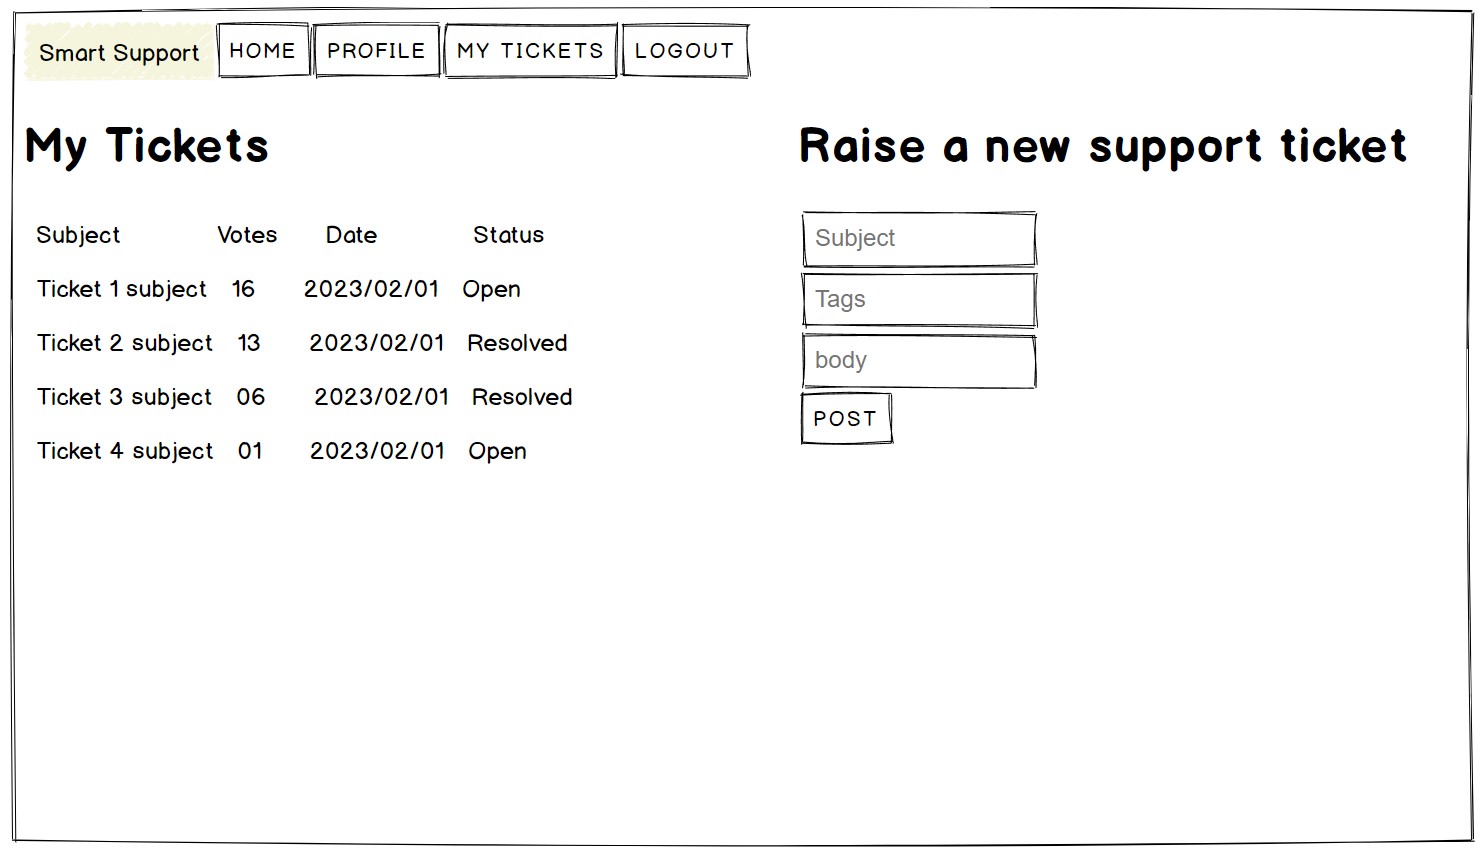 Smart Support HOME PROFILE MY TICKETS LOGOUT
My Tickets
Subject Votes Date Status
Ticket 1 subject 16 2023/02/01 Open
Ticket 2 subject 13 2023/02/01 Resolved
Ticket 3 subject 06 2023/02/01 Resolved
Ticket 4 subject 01 2023/02/01 Open
Raise a new support ticket
Subject
Tags
body
POST